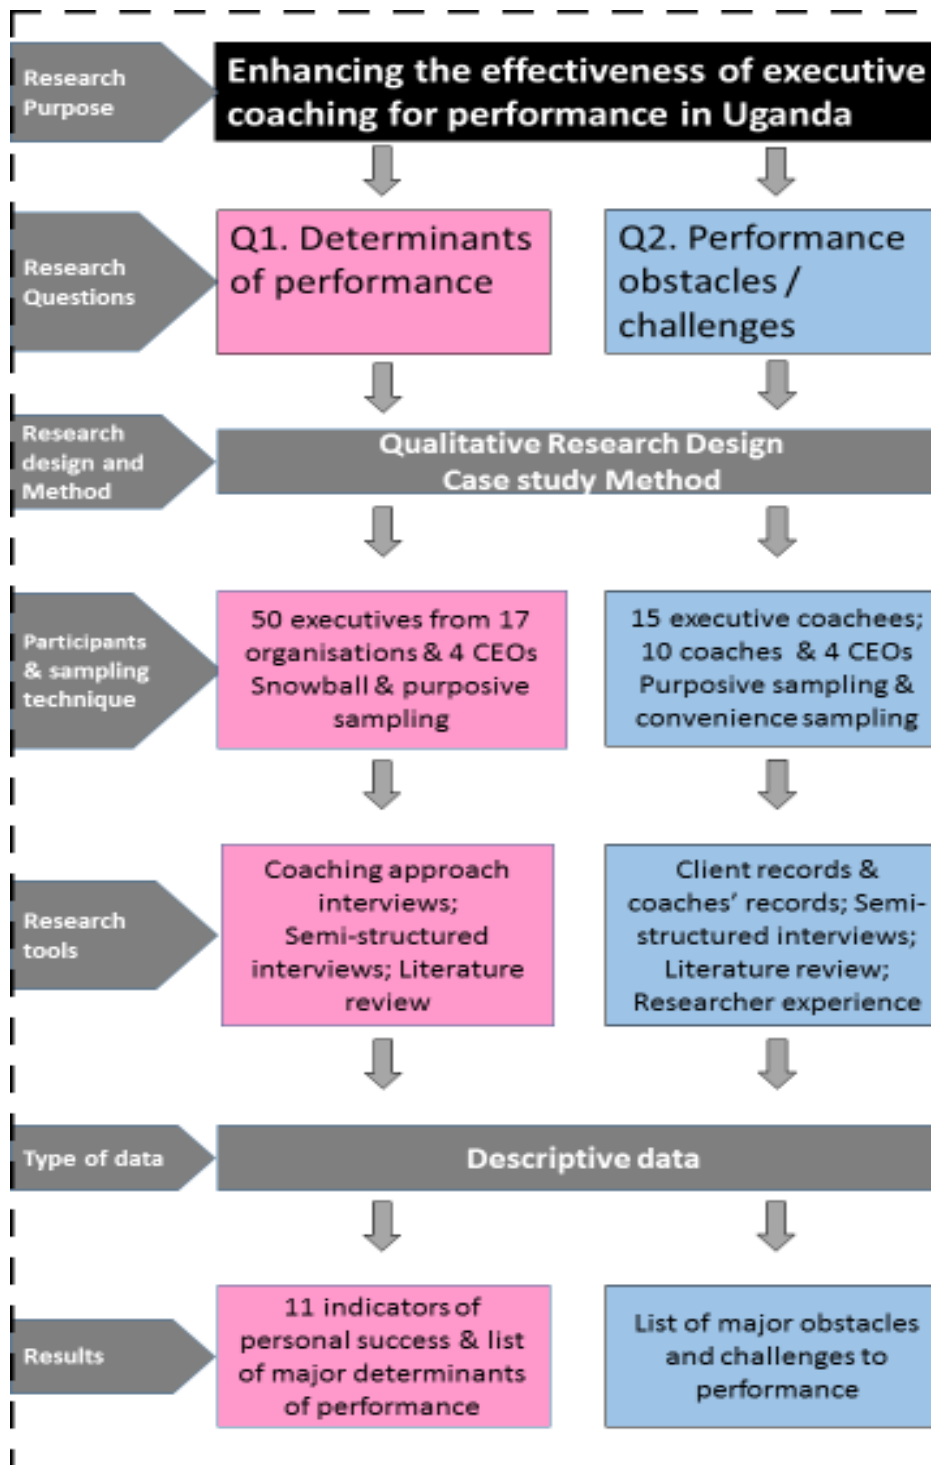 Research
Purpose
Enhancing the effectiveness of executive
coaching for performance in Uganda
Research
Questions
Q1. Determinants
of performance
Q2. Performance
obstacles /
challenges
Research
design and
Method
Qualitative Research Design
Case study Method
Participants
& sampling
technique
50 executives from 17
organisations & 4 CEOs
Snowball & purposive
sampling
15 executive coachees;
10 coaches & 4 CEOs
Purposive sampling &
convenience sampling
Research
tools
Coaching approach
interviews;
Semi-structured
interviews; Literature
review
Client records &
coaches' records; Semi-
structured interviews;
Literature review;
Researcher experience
Type of data
Descriptive data
Results
11 indicators of
personal success & list
of major determinants
of performance
List of major obstacles
and challenges to
performance